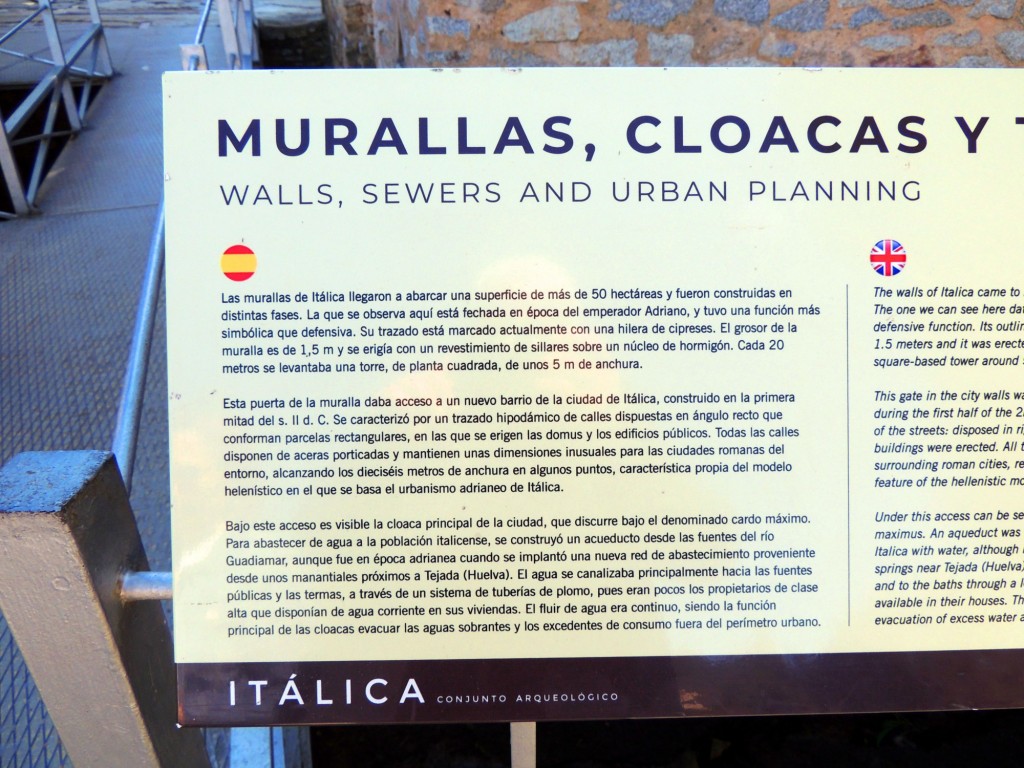 MURALLAS, CLOACAS Y
WALLS, SEWERS AND URBAN PLANNING
Las murallas de Itálica llegaron a abarcar una superficie de más de 50 hectáreas y fueron construidas en
distintas fases. La que se observa aquí está fechada en época del emperador Adriano, y tuvo una función más
simbólica que defensiva. Su trazado está marcado actualmente con una hilera de cipreses. El grosor de la
muralla es de 1,5 m y se erigía con un revestimiento de sillares sobre un núcleo de hormigón. Cada 20
metros se levantaba una torre, de planta cuadrada, de unos 5 m de anchura.
Esta puerta de la muralla daba acceso a un nuevo barrio de la ciudad de Itálica, construido en la primera
mitad del s. II d. C. Se caracterizó por un trazado hipodámico de calles dispuestas en ángulo recto que
conforman parcelas rectangulares, en las que se erigen las domus y los edificios públicos. Todas las calles
disponen de aceras porticadas y mantienen unas dimensiones inusuales para las ciudades romanas del
entorno, alcanzando los dieciséis metros de anchura en algunos puntos, característica propia del modelo
helenístico en el que se basa el urbanismo adrianeo de Itálica.
Bajo este acceso es visible la cloaca principal de la ciudad, que discurre bajo el denominado cardo máximo.
Para abastecer de agua a la población italicense, se construyó un acueducto desde las fuentes del río
Guadiamar, aunque fue en época adrianea cuando se implantó una nueva red de abastecimiento proveniente
desde unos manantiales próximos a Tejada (Huelva). El agua se canalizaba principalmente hacia las fuentes
públicas y las termas, a través de un sistema de tuberías de plomo, pues eran pocos los propietarios de clase
alta que disponían de agua corriente en sus viviendas. El fluir de agua era continuo, siendo la función
principal de las cloacas evacuar las aguas sobrantes y los excedentes de consumo fuera del perímetro urbano.
The walls of Italica came to
The one we can see here dat
defensive function. Its outlin
1.5 meters and it was erecte
square-based tower around
This gate in the city walls wa
during the first half of the 2
of the streets: disposed in ri
buildings were erected. All t
surrounding roman cities, re
feature of the hellenistic mo
Under this access can be se
maximus. An aqueduct was
Italica with water, although
springs near Tejada (Huelva)
and to the baths through a l
available in their houses. Th
evacuation of excess water a
ITÁLICA CONJUNTO ARQUEOLÓGICO